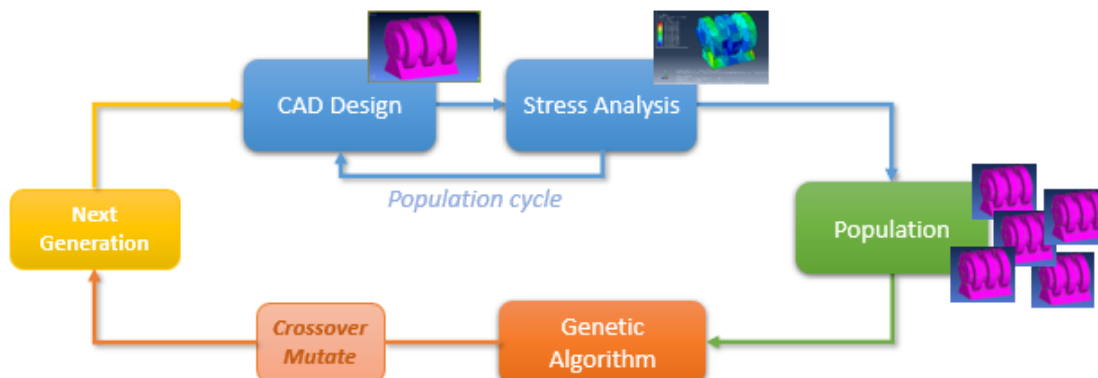 CAD Design
Stress Analysis
Population cycle
Next
Generation
Population
Crossover
Mutate
Genetic
Algorithm